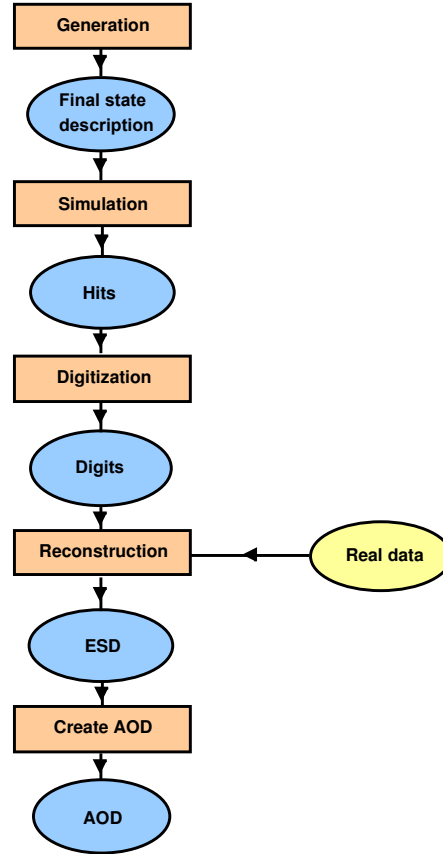 Generation
Final state
description
Simulation
Hits
Digitization
Digits
Reconstruction
Real data
ESD
Create AOD
AOD